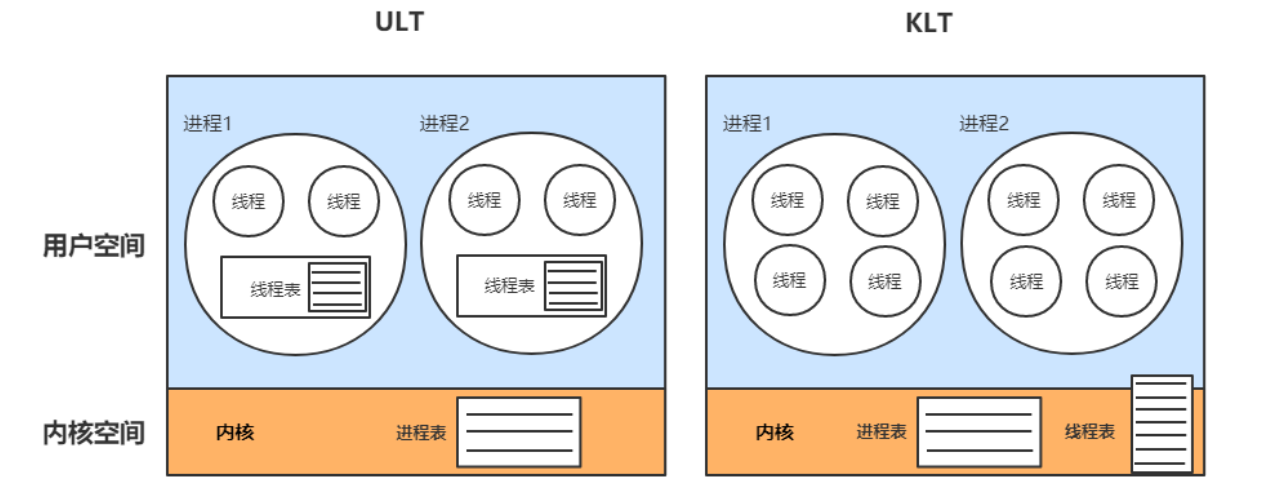 ULT KLT
进程1 进程2 进程1 进程2
线程 线程 线程 线程 线程 线程 线程 线程
用户空间
线程表 线程表 线程 线程 线程 线程
内核空间 内核 进程表 内核 进程表 线程表